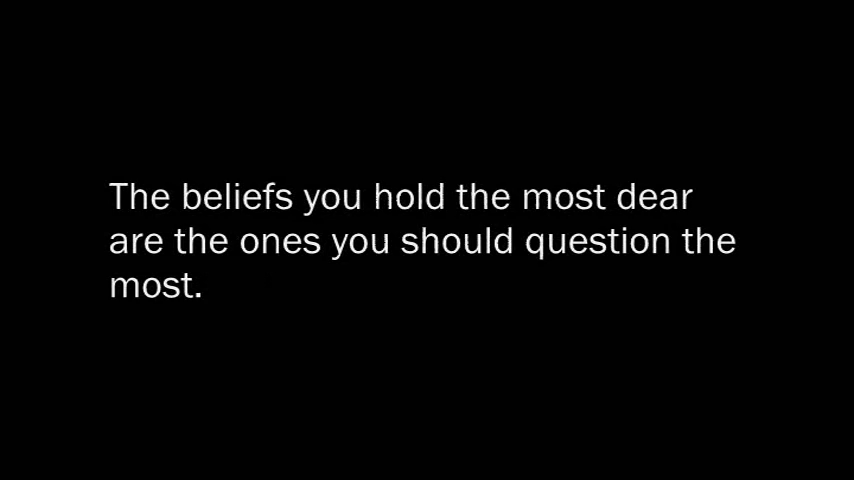 The beliefs you hold the most dear
are the ones you should question the
most.